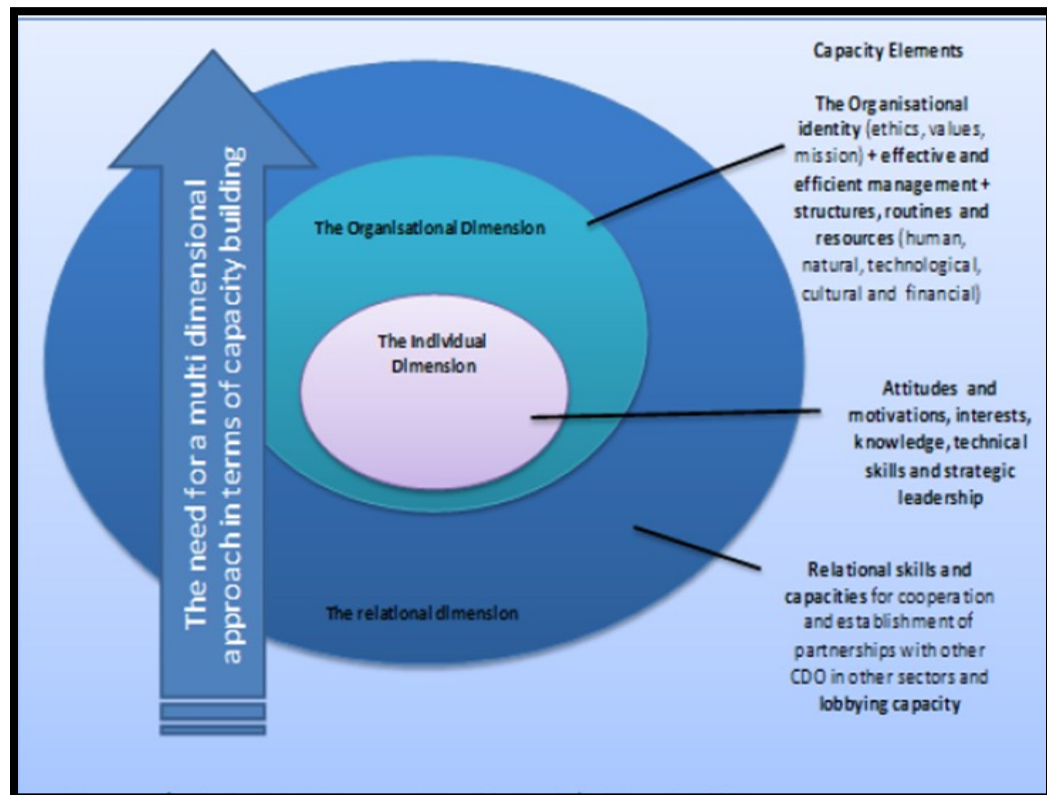 Capacity Elements
The Organisational
identity (ethics, values,
mission) + effective and
efficient management +
structures, routines and
resources (human,
natural, technological,
cultural and financial)
The need for a multi dimensional
approach in terms of capacity building
The Organisational Dimension
The Individual
Dimension
Attitudes and
motivations, interests,
knowledge, technical
skills and strategic
leadership
The relational dimension
Relational skills and
capacities for cooperation
and establishment of
partnerships with other
CDO in other sectors and
lobbying capacity